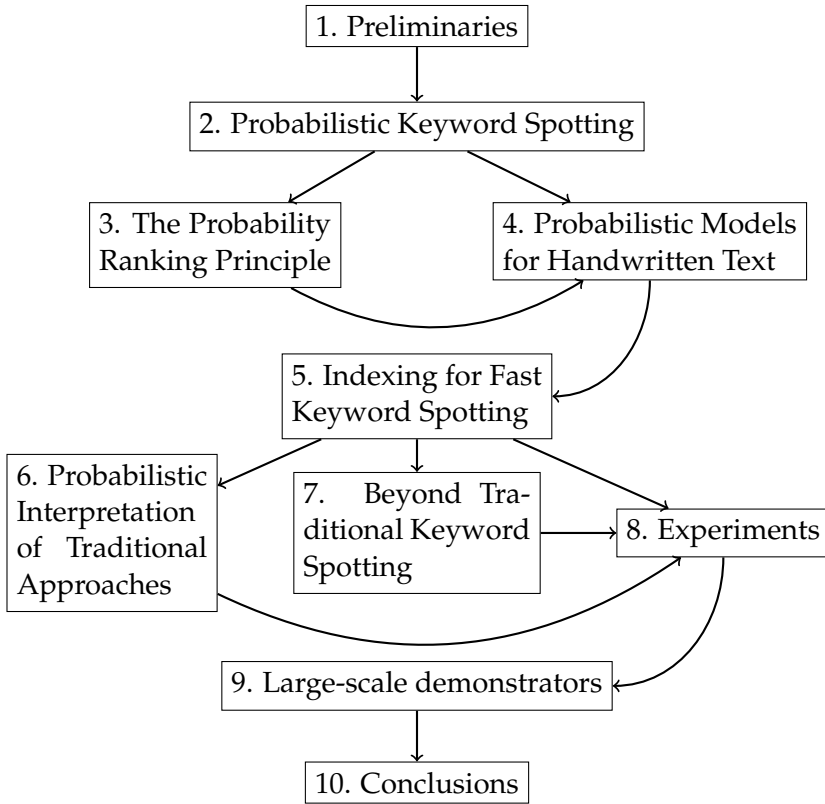 1. Preliminaries
2. Probabilistic Keyword Spotting
3. The Probability
Ranking Principle
4. Probabilistic Models
for Handwritten Text
5. Indexing for Fast
Keyword Spotting
6. Probabilistic
Interpretation
of Traditional
Approaches
7. Beyond Tra-
ditional Keyword
Spotting
8. Experiments
9. Large-scale demonstrators
10. Conclusions